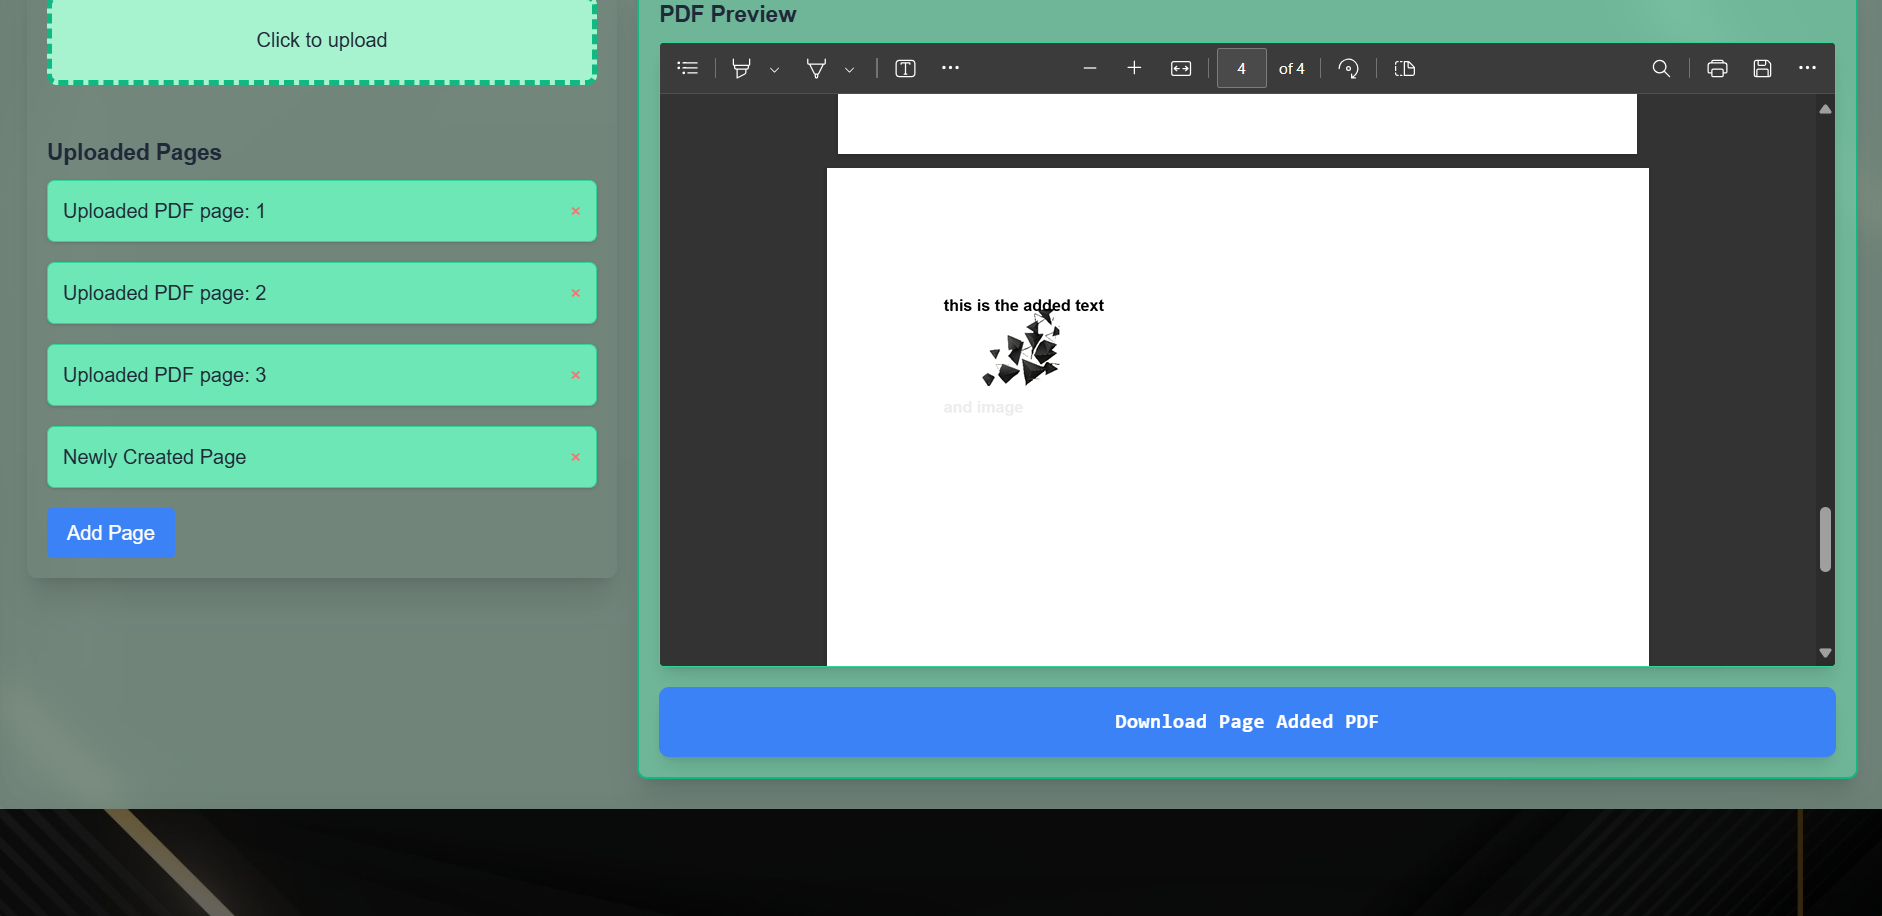 Click to upload
Uploaded Pages
Uploaded PDF page: 1
×
Uploaded PDF page: 2
×
Uploaded PDF page: 3
×
Newly Created Page
×
Add Page
PDF Preview
4 of 4
this is the added text
and image
Download Page Added PDF